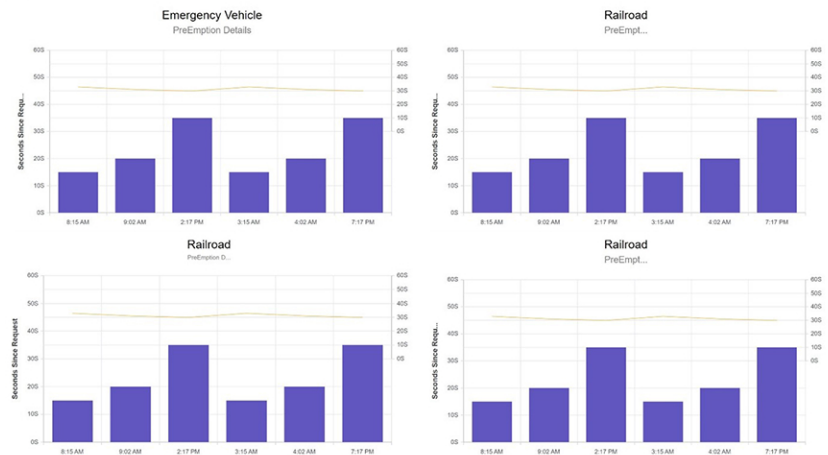 Emergency Vehicle
PreEmption Details
60S
50S
40S
30S
20S
10S
0S
60S
50S
40S
30S
20S
10S
0S
Seconds Since Requ...
8:15 AM 9:02 AM 2:17 PM 3:15 AM 4:02 AM 7:17 PM
Railroad
PreEmpt...
60S
50S
40S
30S
20S
10S
0S
60S
50S
40S
30S
20S
10S
0S
Seconds Since Requ...
8:15 AM 9:02 AM 2:17 PM 3:15 AM 4:02 AM 7:17 PM
Railroad
PreEmption D...
60S
50S
40S
30S
20S
10S
0S
60S
50S
40S
30S
20S
10S
0S
Seconds Since Request
8:15 AM 9:02 AM 2:17 PM 3:15 AM 4:02 AM 7:17 PM
Railroad
PreEmpt...
60S
50S
40S
30S
20S
10S
0S
60S
50S
40S
30S
20S
10S
0S
Seconds Since Requ...
8:15 AM 9:02 AM 2:17 PM 3:15 AM 4:02 AM 7:17 PM